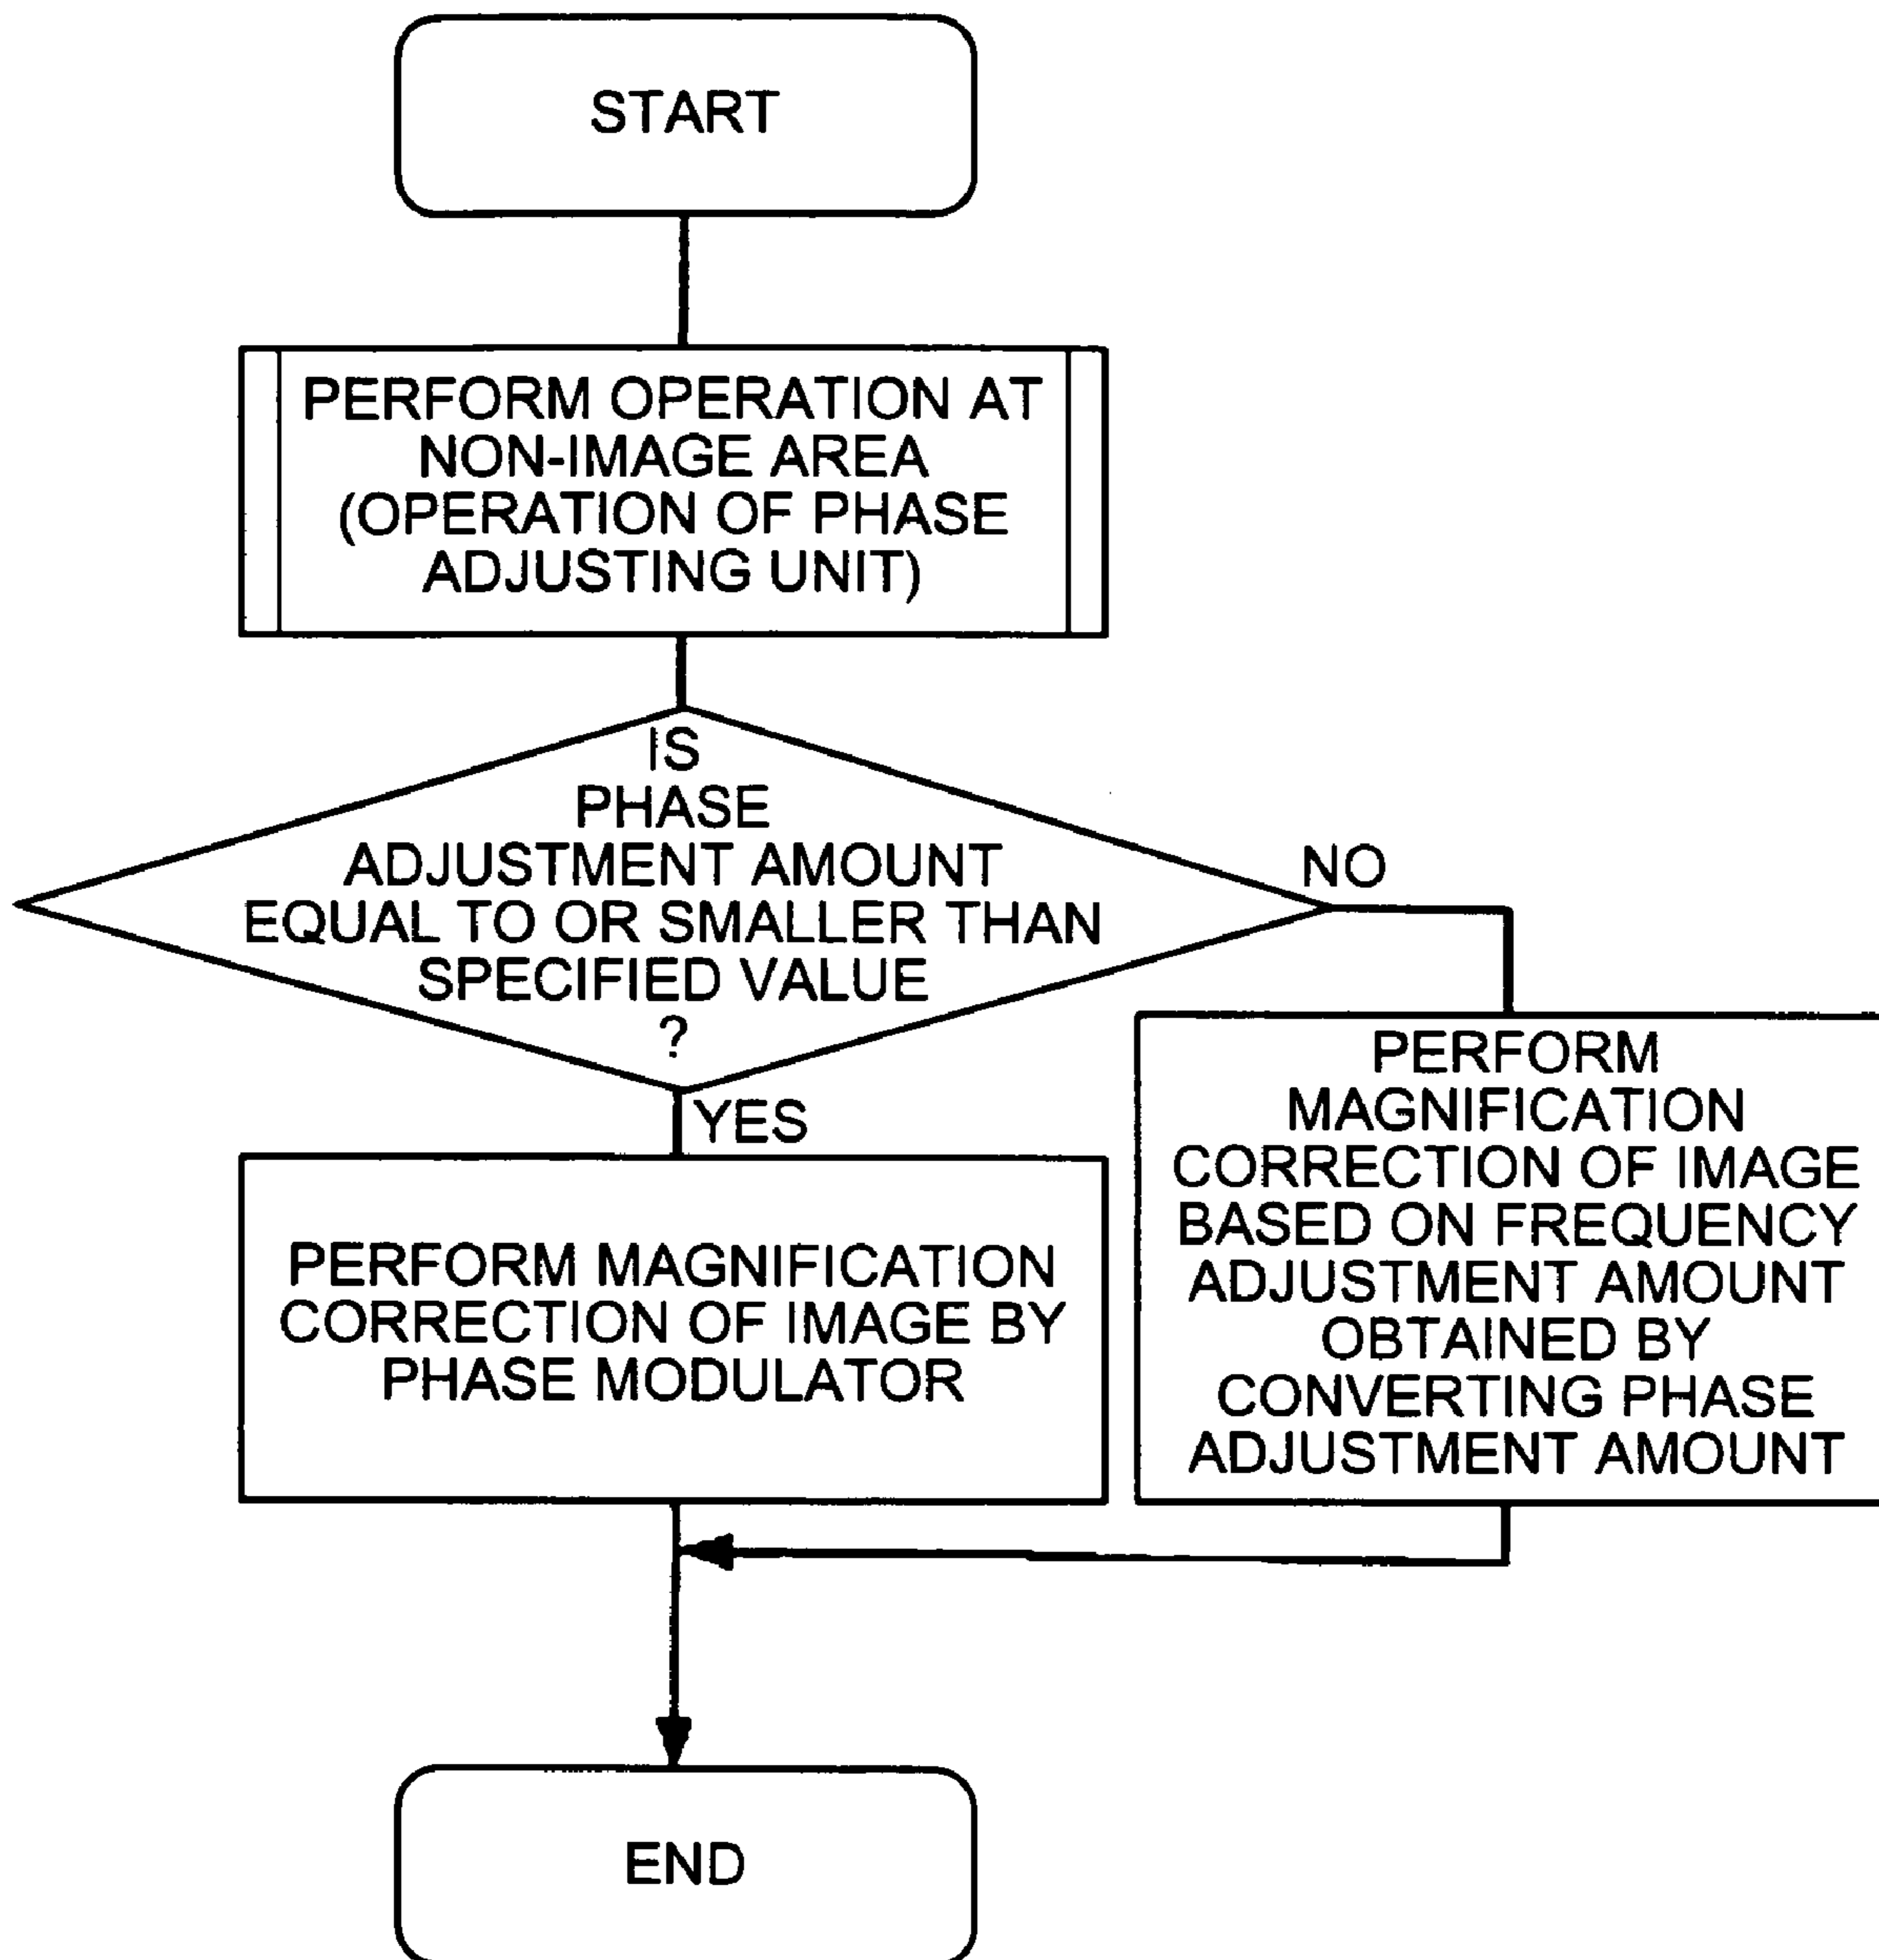 START
PERFORM OPERATION AT
NON-IMAGE AREA
(OPERATION OF PHASE
ADJUSTING UNIT)
IS
PHASE
ADJUSTMENT AMOUNT
EQUAL TO OR SMALLER THAN
SPECIFIED VALUE
?
NO
YES
PERFORM MAGNIFICATION
CORRECTION OF IMAGE BY
PHASE MODULATOR
PERFORM
MAGNIFICATION
CORRECTION OF IMAGE
BASED ON FREQUENCY
ADJUSTMENT AMOUNT
OBTAINED BY
CONVERTING PHASE
ADJUSTMENT AMOUNT
END